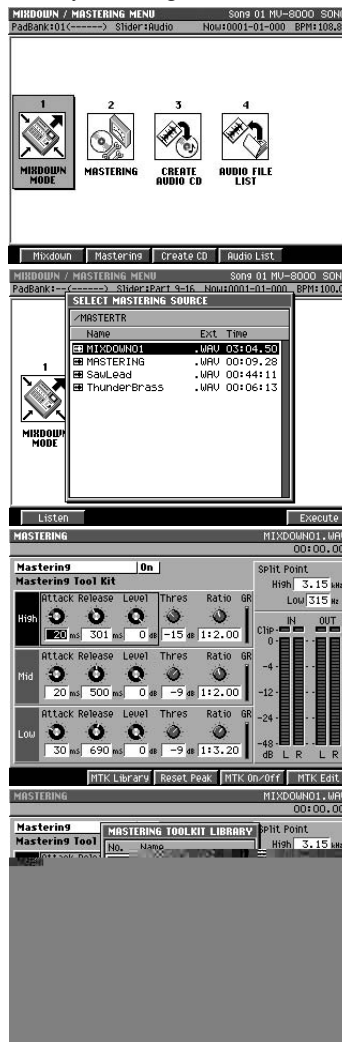 MIXDOWN / MASTERING MENU Song 01 MV-8000 SON
PadBank:01(------) Slider:Audio Now:0001-01-000 BPM:108.8
1 2 3 4
MIXDOWN MODE MASTERING CREATE AUDIO CD AUDIO FILE LIST
Mixdown Mastering Create CD Audio List
MIXDOWN / MASTERING MENU Song 01 MV-8000 SON
PadBank:--(------) Slider:Part 9-16 Now:0001-01-000 BPM:100.0
SELECT MASTERING SOURCE
/MASTERTR
Name Ext Time
MIXDOWN01 .WAV 03:04.50
MASTERING .WAV 00:09.28
SawLead .WAV 00:44:11
ThunderBrass .WAV 00:06:13
1
MIXDOWN
MODE
Listen Execute
MASTERING MIXDOWN01.WAV
00:00.00
Mastering On Split Point
Mastering Tool Kit High 3.15 kHz
Attack Release Level Thres Ratio GR Low 315 Hz
High 20 ms 301 ms 0 dB -15 dB 1:2.00
IN OUT
Clip
0
Attack Release Level Thres Ratio GR
-4
Mid 20 ms 500 ms 0 dB -9 dB 1:2.00
-12
Attack Release Level Thres Ratio GR
-24
Low 30 ms 690 ms 0 dB -9 dB 1:3.20
-48
dB L R L R
MTK Library Reset Peak MTK On/Off MTK Edit
MASTERING MIXDOWN01.WAV
00:00.00
Mastering MASTERING TOOLKIT LIBRARY Split Point
Mastering Tool No. Name High 3.15 kHz